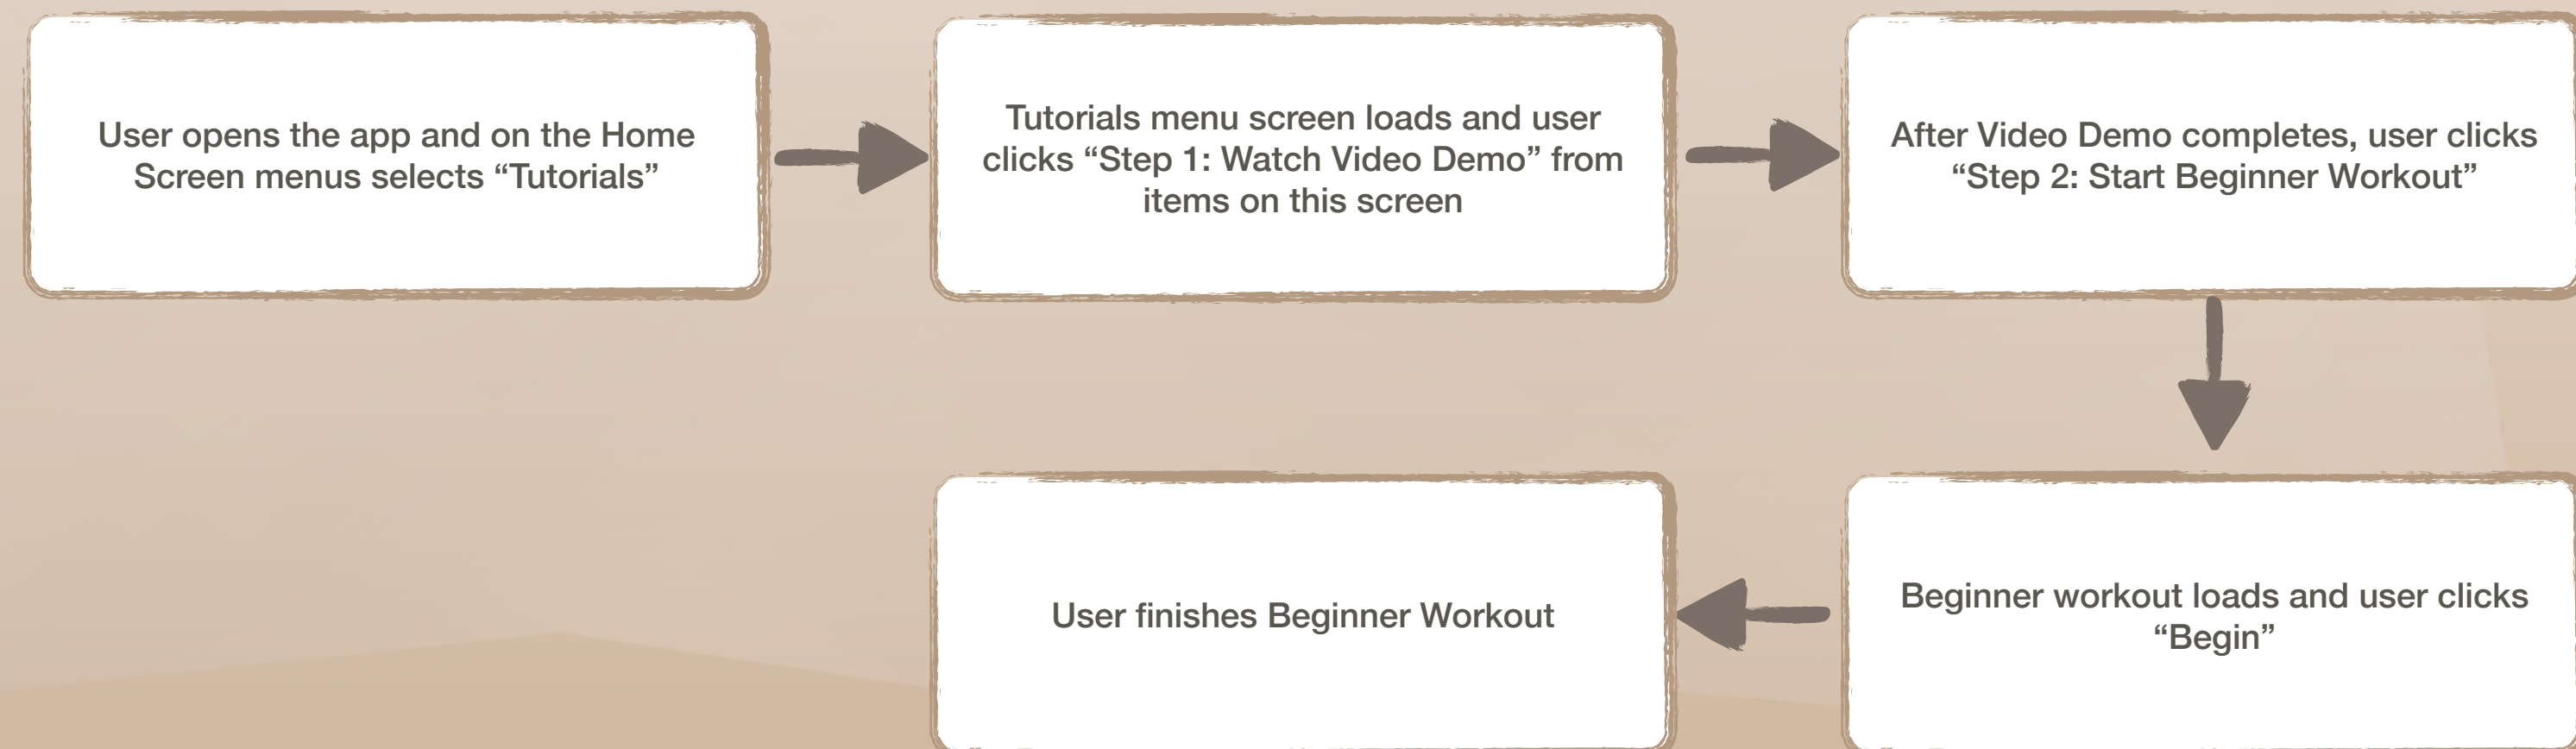 User opens the app and on the Home
Screen menus selects “Tutorials”
Tutorials menu screen loads and user
clicks “Step 1: Watch Video Demo” from
items on this screen
After Video Demo completes, user clicks
“Step 2: Start Beginner Workout”
Beginner workout loads and user clicks
“Begin”
User finishes Beginner Workout